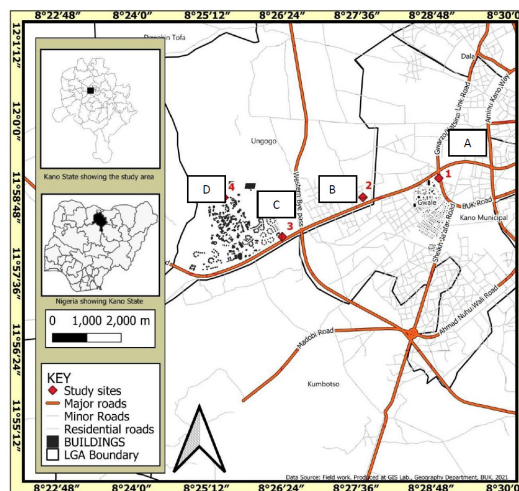 8°22'48" 8°24'0" 8°25'12" 8°26'24" 8°27'36" 8°28'48" 8°30'0"
12°1'12"
12°0'0"
11°58'48"
11°57'36"
11°56'24"
11°55'12"
Tofa
Dala
Ungogo
Kano State showing the study area
Nigeria showing Kano State
0 1,000 2,000 m
KEY
Study sites
Major roads
Minor Roads
Residential roads
BUILDINGS
LGA Boundary
A
B
C
D
1
2
3
4
Western Bye pass
Aminu Kano Way
Gwale
BUK Road
Kano Municipal
Madobi Road
Ahmad Nuhu Wali Road
Kumbotso
Data Source: Field work. Produced at GIS Lab., Geography Department, BUK, 2021
8°22'48" 8°24'0" 8°25'12" 8°26'24" 8°27'36" 8°28'48" 8°30'0"